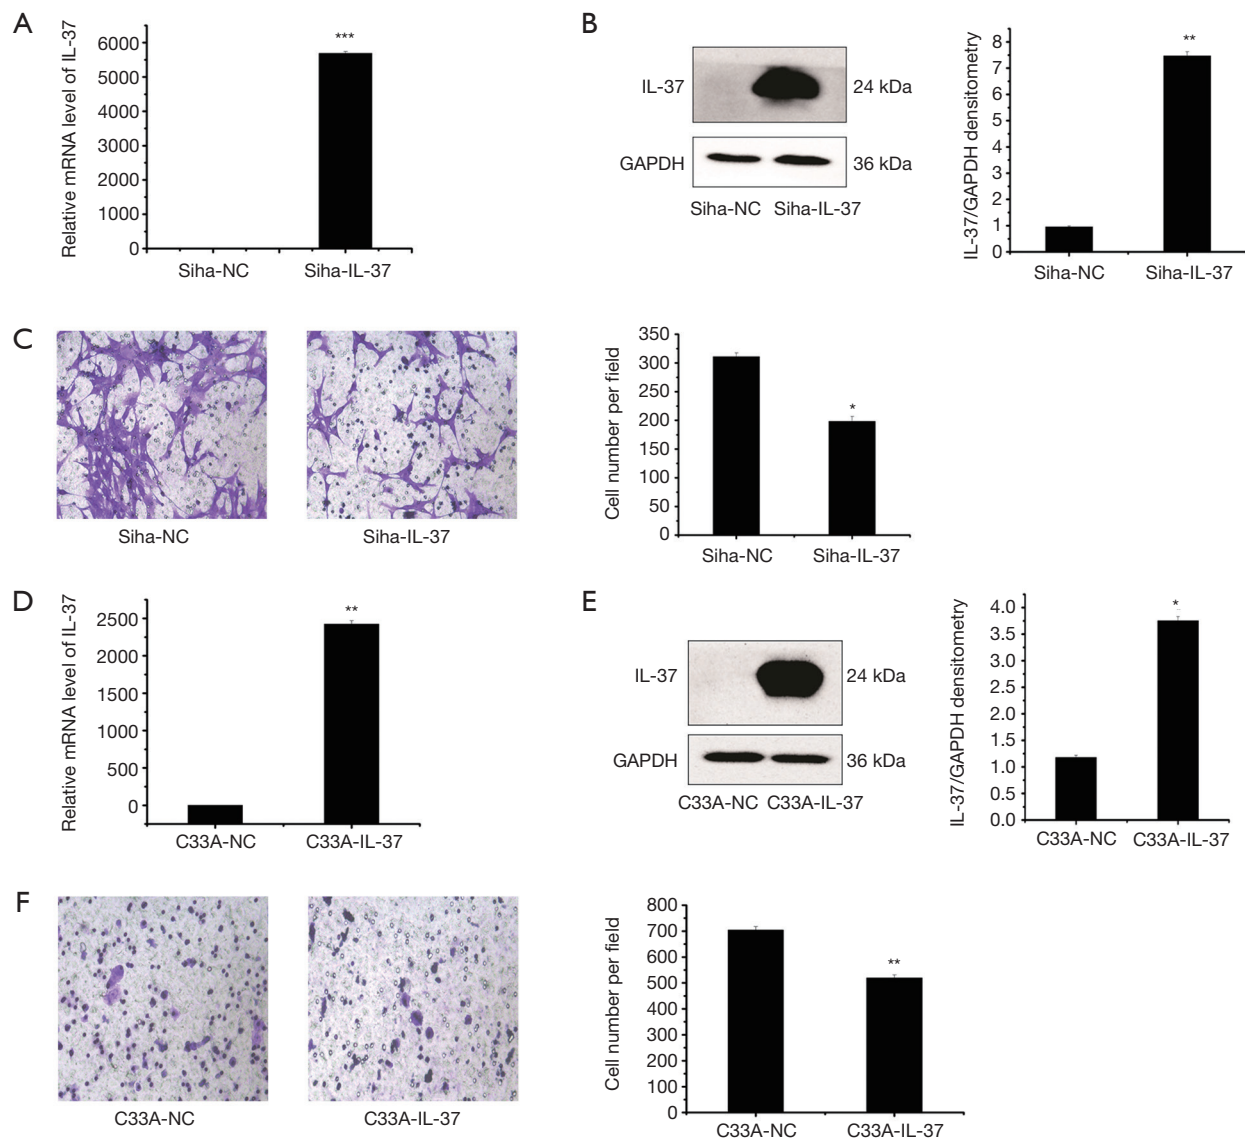 A
Relative mRNA level of IL-37
6000
5000
4000
3000
2000
1000
0
***
Siha-NC
Siha-IL-37
B
IL-37
24 kDa
GAPDH
36 kDa
Siha-NC Siha-IL-37
IL-37/GAPDH densitometry
8
7
6
5
4
3
2
1
0
**
Siha-NC
Siha-IL-37
C
Siha-NC
Siha-IL-37
Cell number per field
350
300
250
200
150
100
50
0
*
Siha-NC
Siha-IL-37
D
Relative mRNA level of IL-37
2500
2000
1500
1000
500
0
**
C33A-NC
C33A-IL-37
E
IL-37
24 kDa
GAPDH
36 kDa
C33A-NC C33A-IL-37
IL-37/GAPDH densitometry
4.0
3.5
3.0
2.5
2.0
1.5
1.0
0.5
0.0
*
C33A-NC
C33A-IL-37
F
C33A-NC
C33A-IL-37
Cell number per field
800
700
600
500
400
300
200
100
0
**
C33A-NC
C33A-IL-37